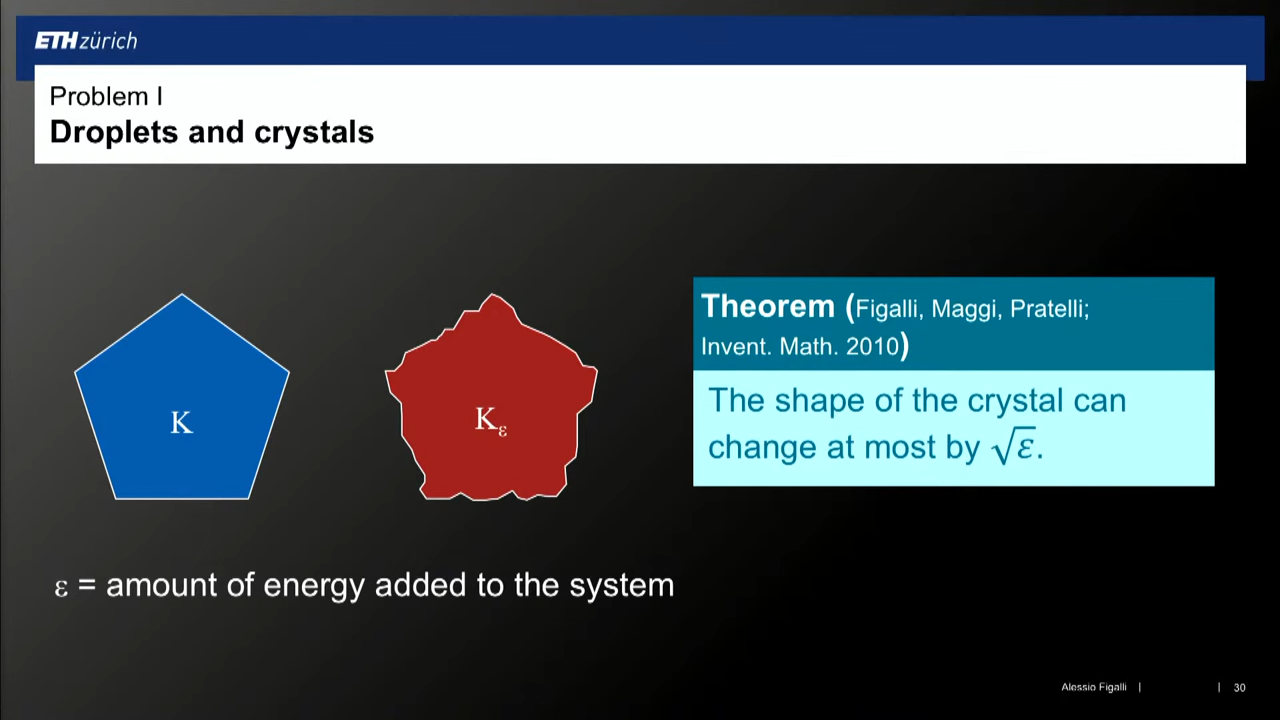 ETH zürich
Problem I
Droplets and crystals
Theorem (Figalli, Maggi, Pratelli;
Invent. Math. 2010)
The shape of the crystal can
change at most by √ε.
K
Kε
ε = amount of energy added to the system
Alessio Figalli | | 30